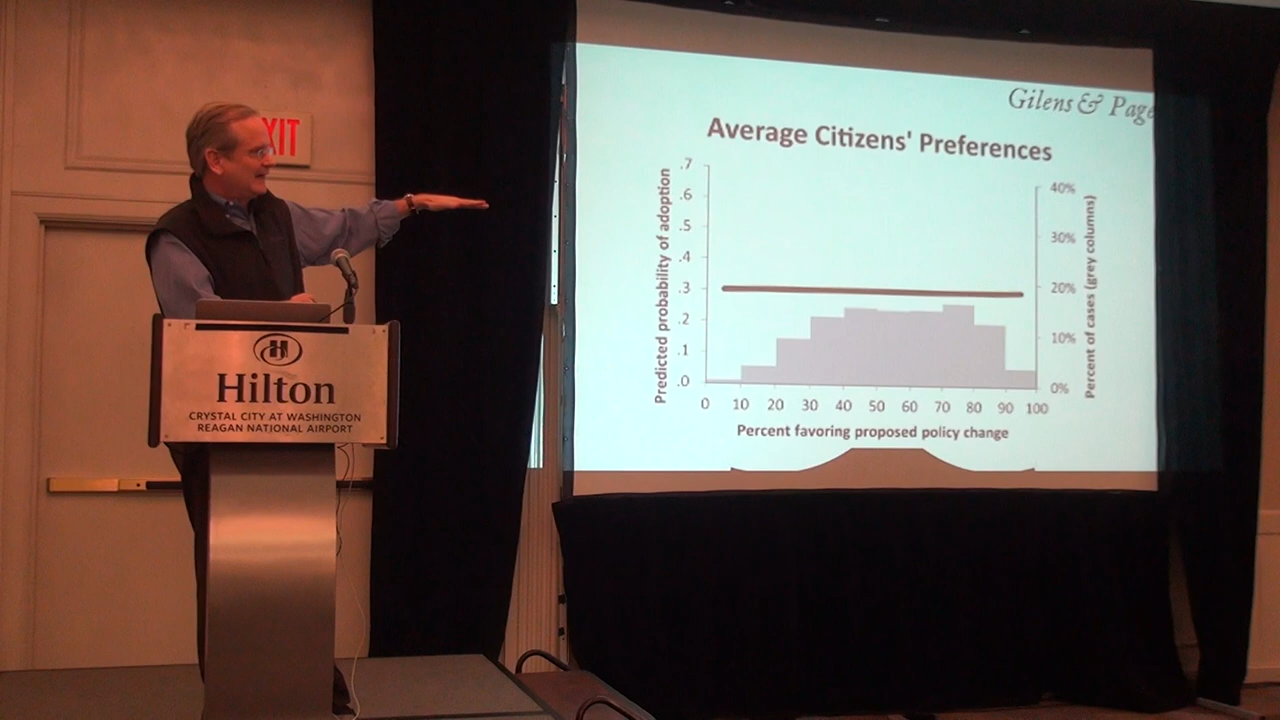 EXIT
Hilton
CRYSTAL CITY AT WASHINGTON
REAGAN NATIONAL AIRPORT
Gilens & Page
Average Citizens' Preferences
Predicted probability of adoption
.7
.6
.5
.4
.3
.2
.1
.0
40%
30%
20%
10%
0%
Percent of cases (grey columns)
0 10 20 30 40 50 60 70 80 90 100
Percent favoring proposed policy change